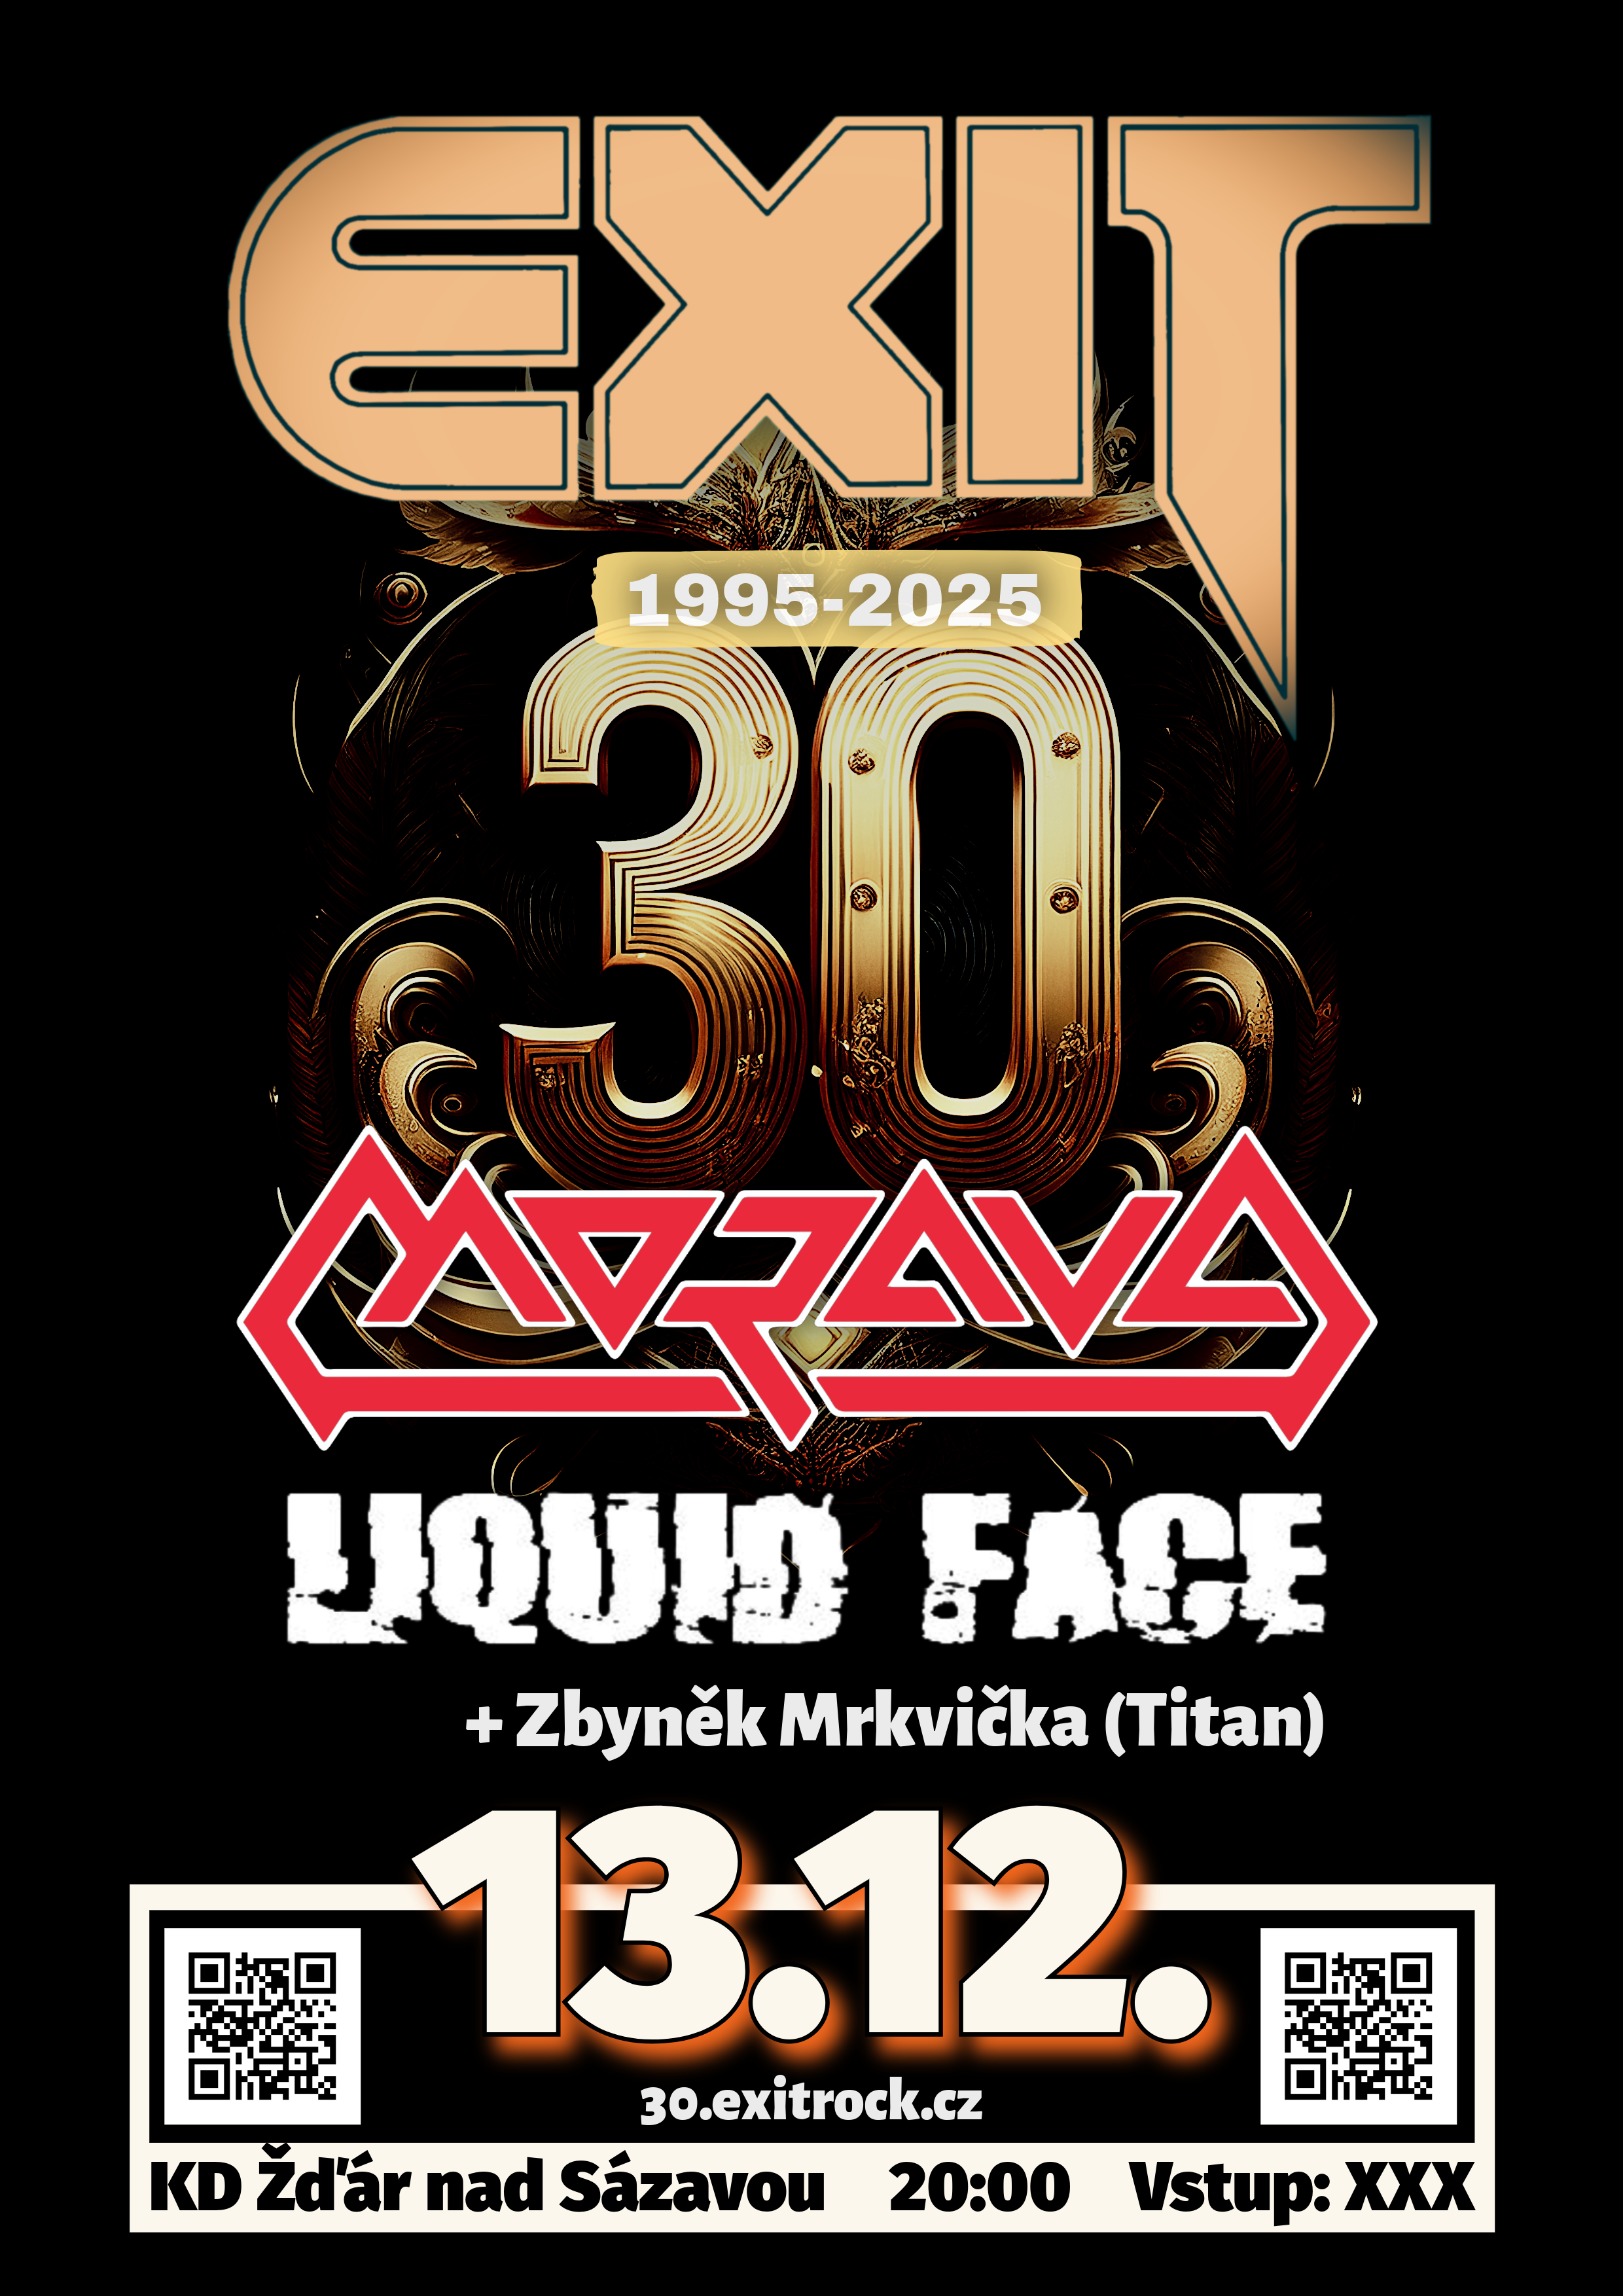 EXIT
1995-2025
30
MORAVA
LIQUID FACE
+ Zbyněk Mrkvička (Titan)
13.12.
30.exitrock.cz
KD Žďár nad Sázavou 20:00 Vstup: XXX